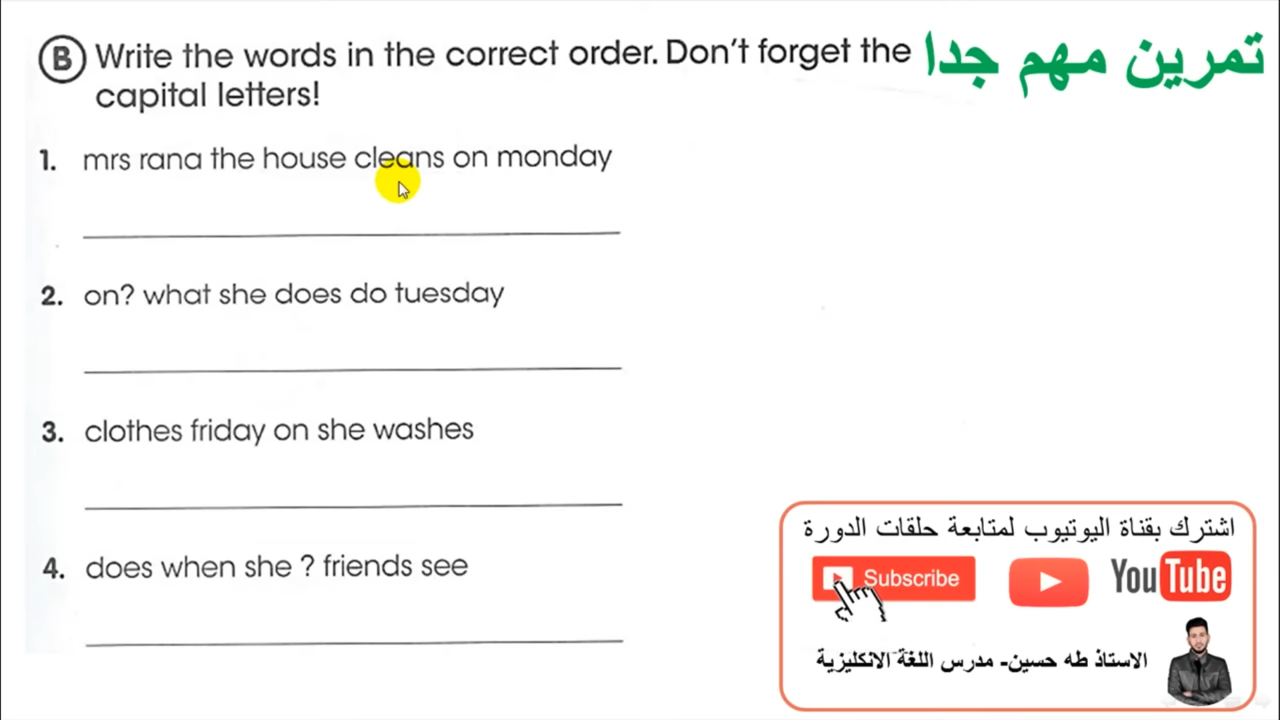 B Write the words in the correct order. Don't forget the
capital letters!
تمرين مهم جدا
1. mrs rana the house cleans on monday
2. on? what she does do tuesday
3. clothes friday on she washes
4. does when she ? friends see
اشترك بقناة اليوتيوب لمتابعة حلقات الدورة
Subscribe
YouTube
الاستاذ طه حسين- مدرس اللغة الانكليزية